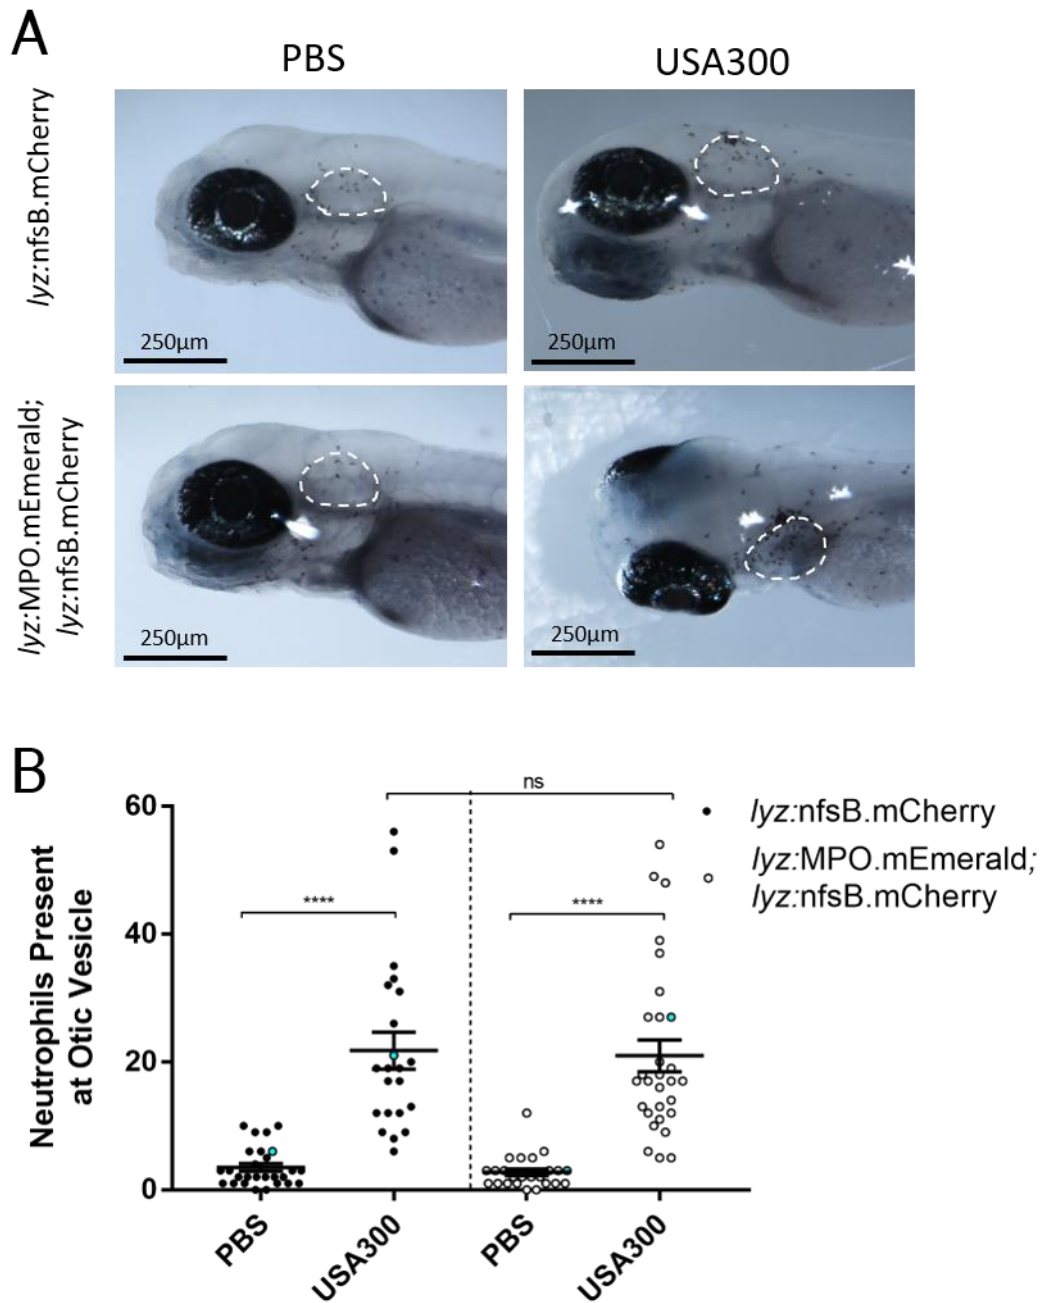 A
PBS
USA300
lyz:nfsB.mCherry
250µm
250µm
lyz:MPO.mEmerald;
lyz:nfsB.mCherry
250µm
250µm
B
ns
60
40
20
0
Neutrophils Present
at Otic Vesicle
****
****
lyz:nfsB.mCherry
lyz:MPO.mEmerald;
lyz:nfsB.mCherry
PBS
USA300
PBS
USA300